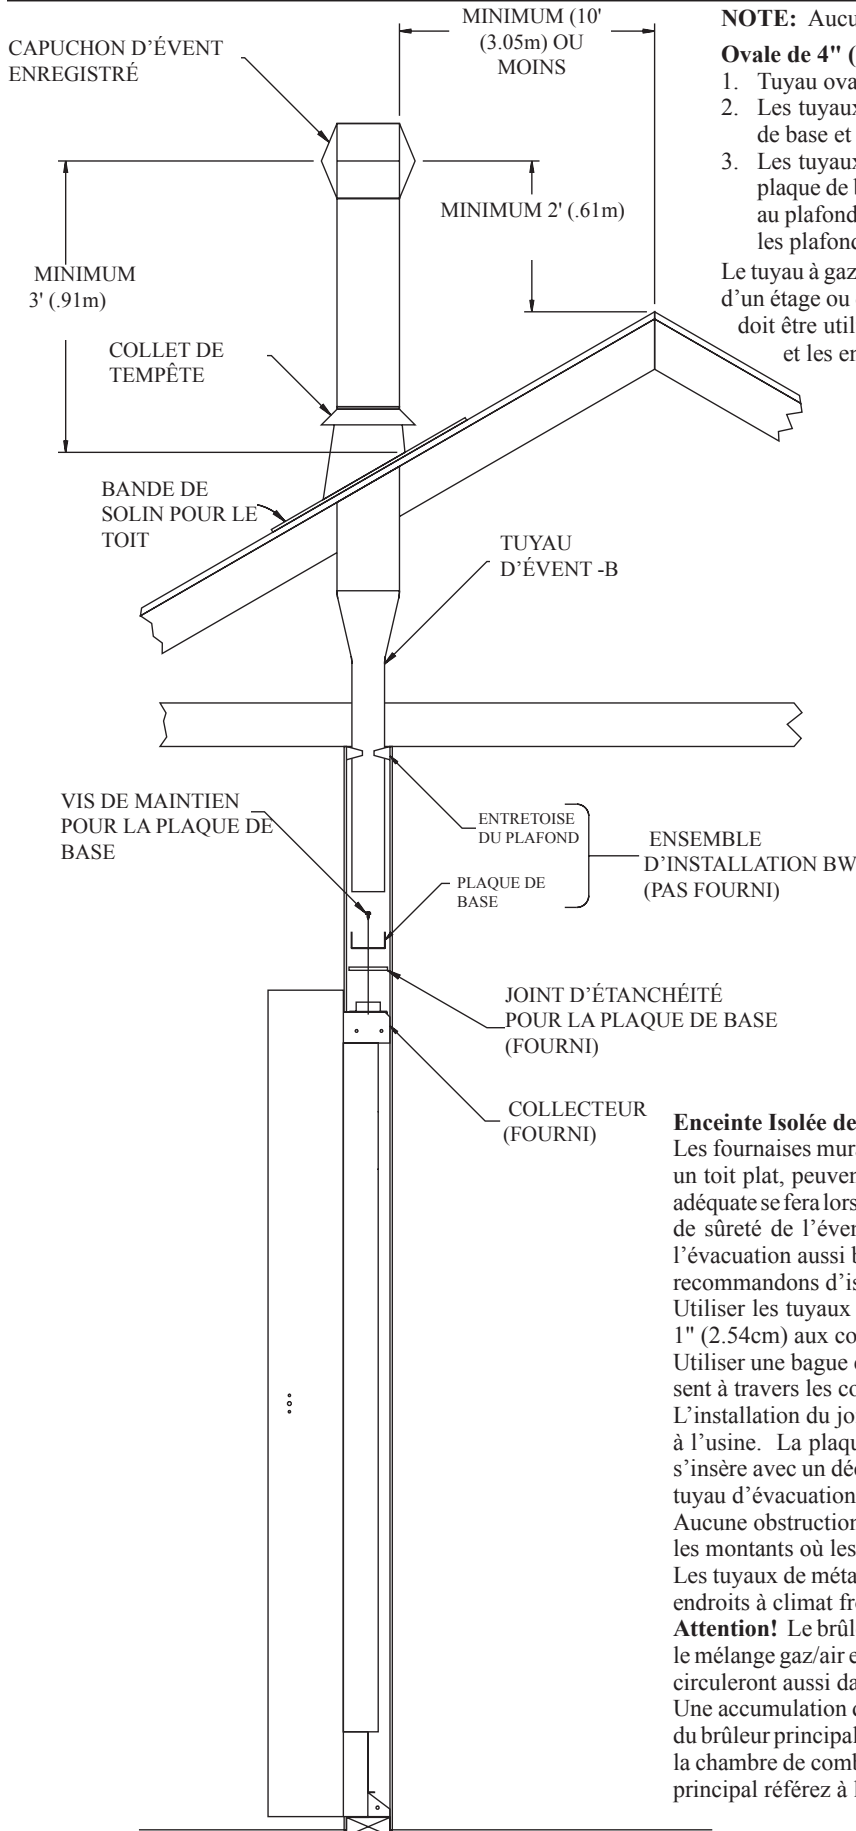 MINIMUM (10'
(3.05m) OU
MOINS
CAPUCHON D’ÉVENT
ENREGISTRÉ
MINIMUM 2' (.61m)
MINIMUM
3' (.91m)
COLLET DE
TEMPÊTE
BANDE DE
SOLIN POUR LE
TOIT
TUYAU
D’ÉVENT -B
VIS DE MAINTIEN
POUR LA PLAQUE DE
BASE
ENTRETOISE
DU PLAFOND
PLAQUE DE
BASE
ENSEMBLE
D’INSTALLATION BW
(PAS FOURNI)
JOINT D’ÉTANCHÉITÉ
POUR LA PLAQUE DE BASE
(FOURNI)
COLLECTEUR
(FOURNI)
NOTE: Aucu
Ovale de 4" (
1. Tuyau ova
2. Les tuyaux
de base et
3. Les tuyaux
plaque de b
au plafond
les plafond
Le tuyau à gaz
d’un étage ou
doit être util
et les en
Enceinte Isolée de
Les fournaises mura
un toit plat, peuven
adéquate se fera lors
de sûreté de l’éven
l’évacuation aussi b
recommandons d’is
Utiliser les tuyaux
1" (2.54cm) aux co
Utiliser une bague d
sent à travers les co
L’installation du joi
à l’usine. La plaqu
s’insère avec un déc
tuyau d’évacuation
Aucune obstruction
les montants où les
Les tuyaux de méta
endroits à climat fro
Attention! Le brûl
le mélange gaz/air e
circuleront aussi da
Une accumulation d
du brûleur principal
la chambre de comb
principal référez à l